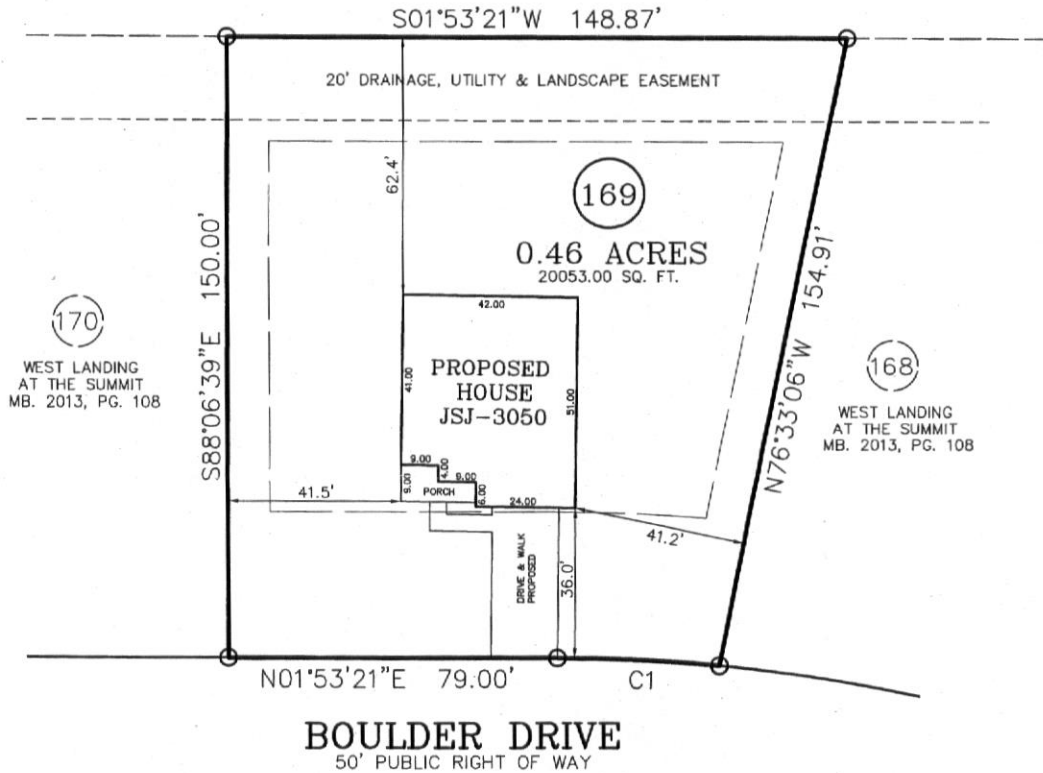 S01°53'21"W 148.87'
20' DRAINAGE, UTILITY & LANDSCAPE EASEMENT
62.4'
169
0.46 ACRES
20053.00 SQ. FT.
S88°06'39"E 150.00'
N76°33'06"W 154.91'
170
WEST LANDING
AT THE SUMMIT
MB. 2013, PG. 108
168
WEST LANDING
AT THE SUMMIT
MB. 2013, PG. 108
42.00
41.00
51.00
PROPOSED
HOUSE
JSJ-3050
9.00
4.00
9.00
9.00
PORCH
6.00
24.00
41.5'
41.2'
DRIVE & WALK
PROPOSED
36.0'
N01°53'21"E 79.00'
C1
BOULDER DRIVE
50' PUBLIC RIGHT OF WAY